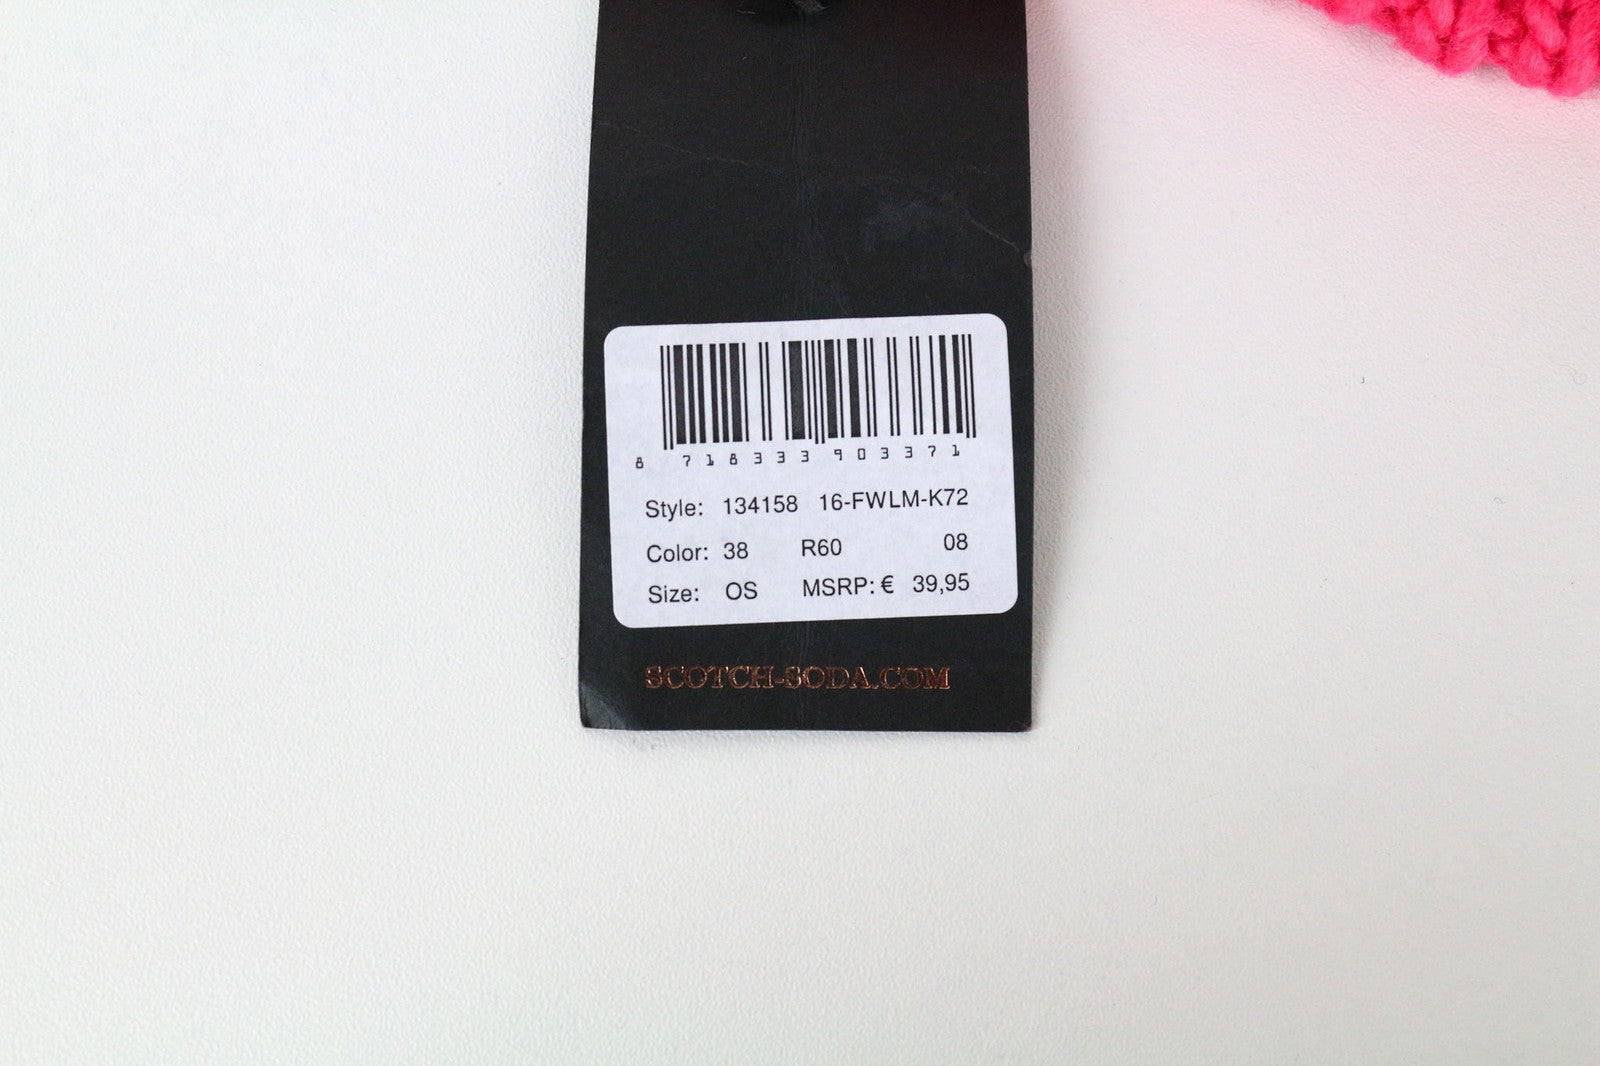 8 718333 903371
Style: 134158 16-FWLM-K72
Color: 38 R60 08
Size: OS MSRP: € 39,95
SCOTCH-SODA.COM